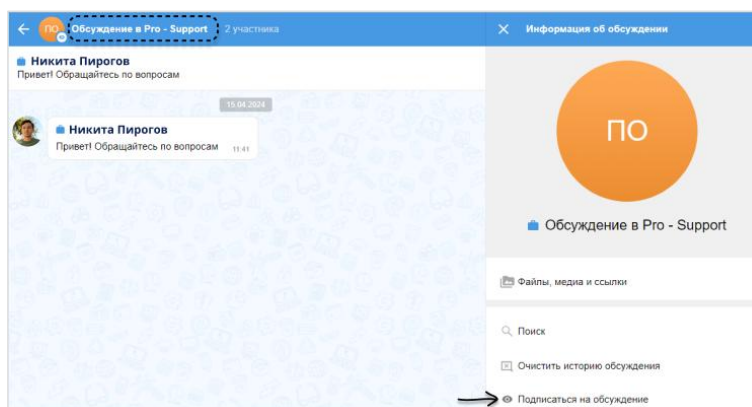 ПО Обсуждение в Pro - Support 2 участника
Информация об обсуждении
Никита Пирогов
Привет! Обращайтесь по вопросам
15.04.2024
Никита Пирогов
Привет! Обращайтесь по вопросам 11:41
ПО
Обсуждение в Pro - Support
Файлы, медиа и ссылки
Поиск
Очистить историю обсуждения
Подписаться на обсуждение